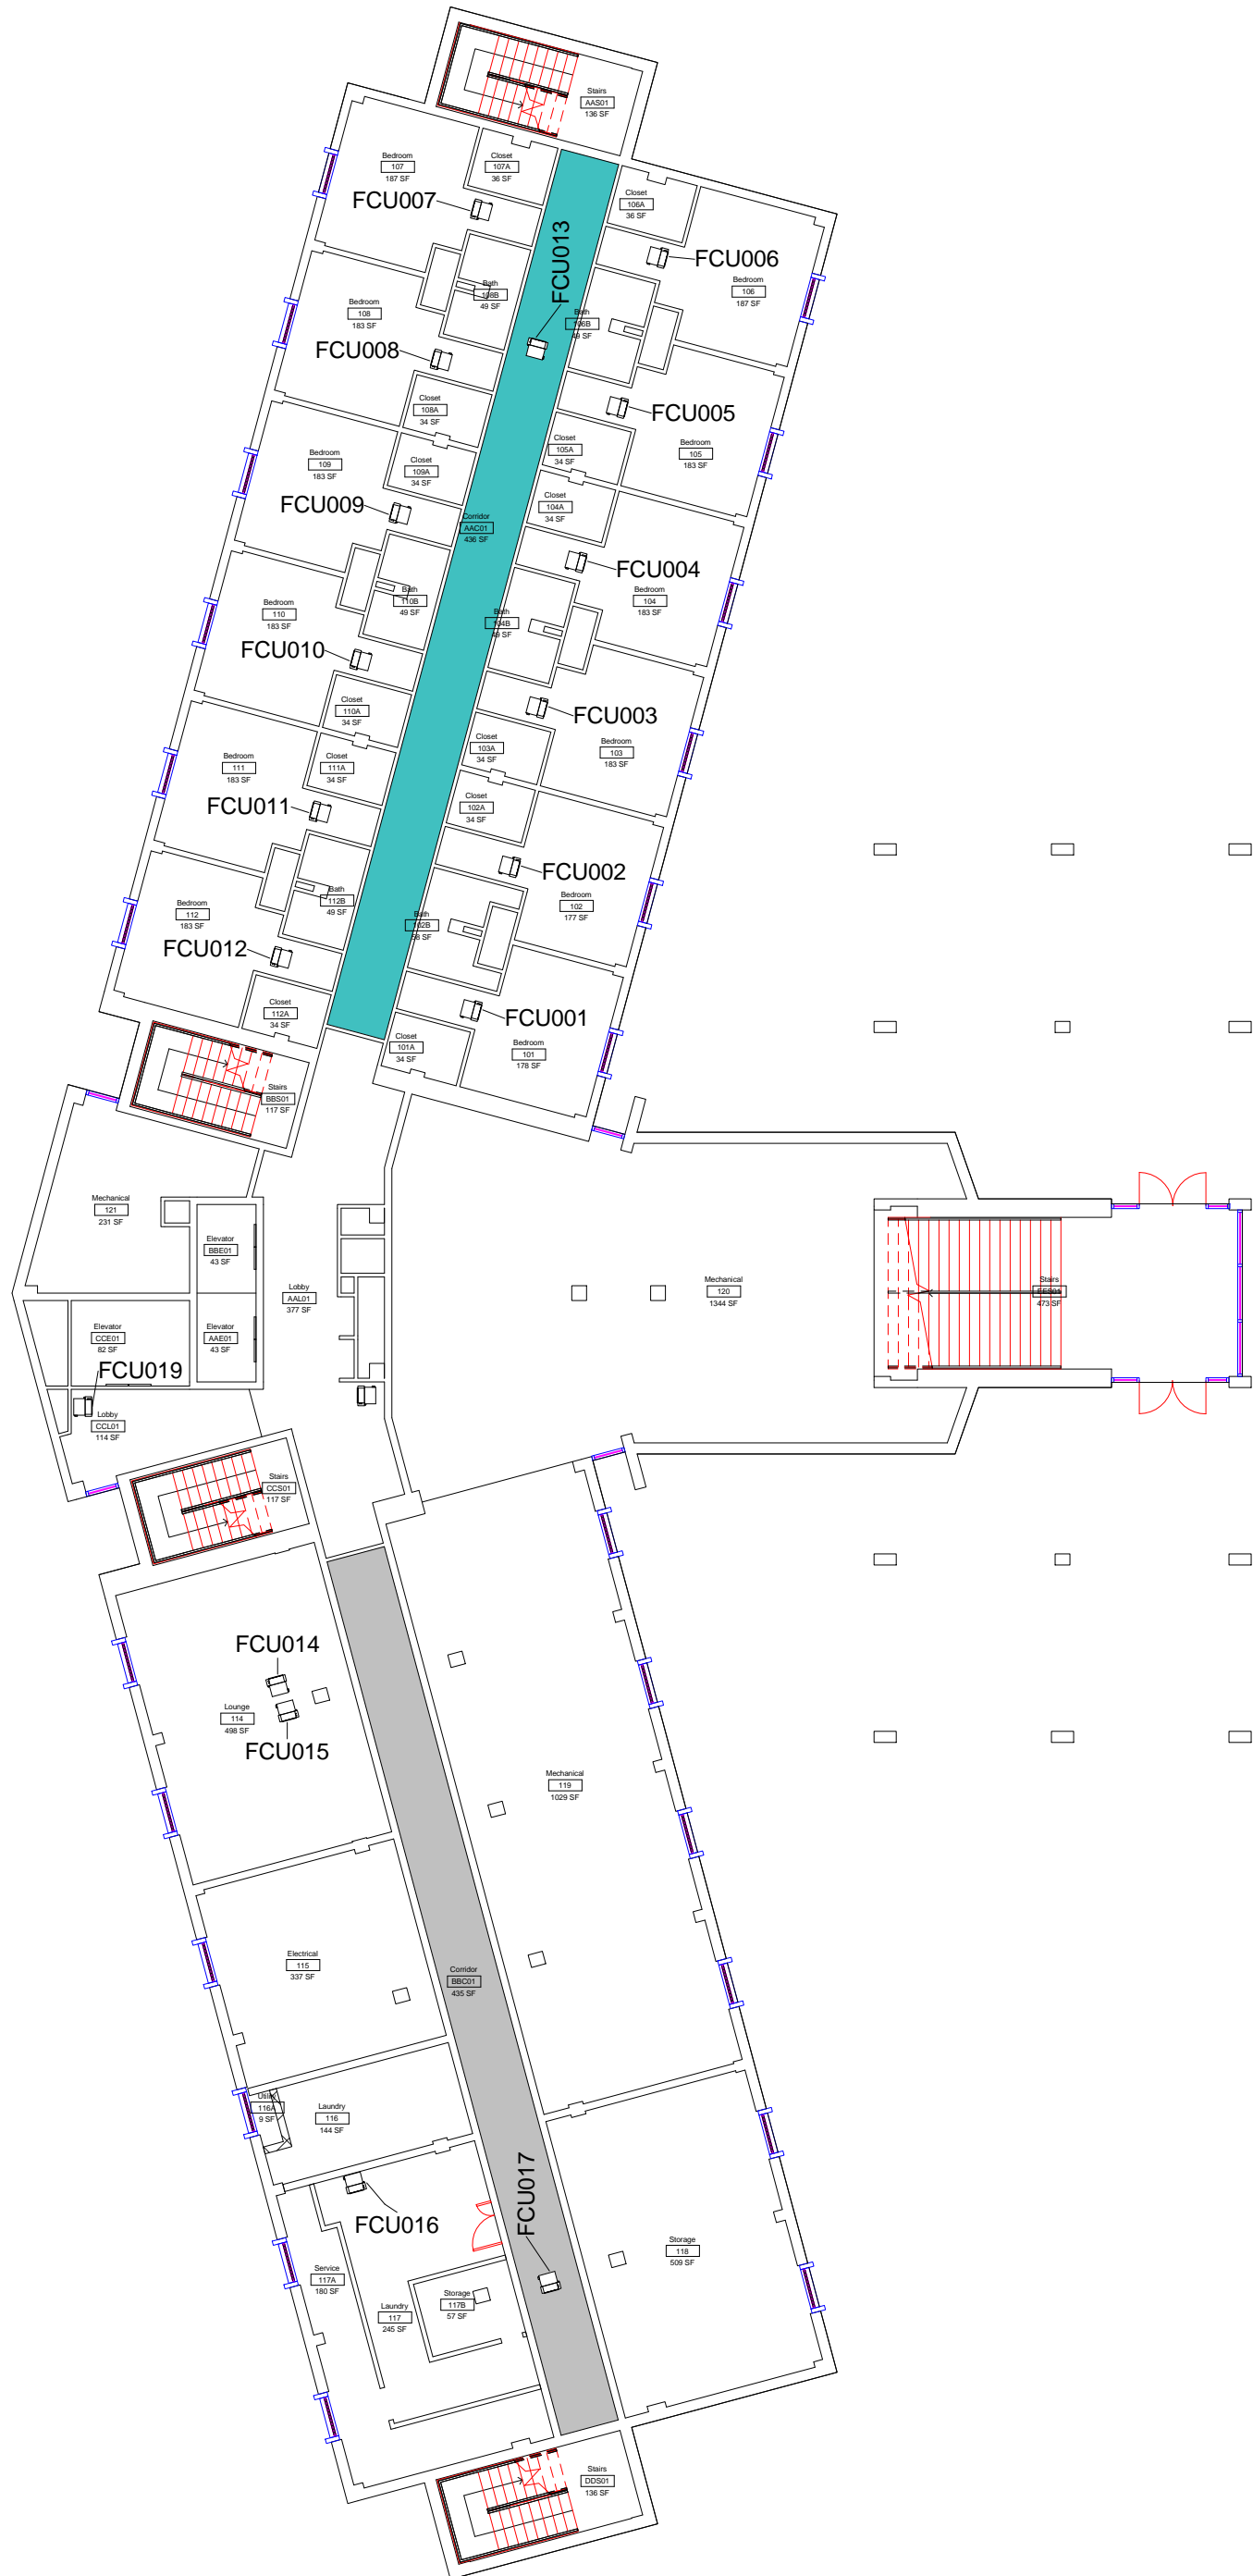 Stairs
AAS01
136 SF
Bedroom
107
187 SF
Closet
107A
36 SF
FCU007
Closet
106A
36 SF
FCU013
FCU006
Bedroom
106
187 SF
Bath
108B
49 SF
Bedroom
108
183 SF
FCU008
Bath
106B
49 SF
Closet
108A
34 SF
FCU005
Bedroom
105
183 SF
Closet
105A
34 SF
Bedroom
109
183 SF
Closet
109A
34 SF
FCU009
Closet
104A
34 SF
Corridor
AAC01
436 SF
FCU004
Bedroom
104
183 SF
Bath
110B
49 SF
Bedroom
110
183 SF
FCU010
Bath
104B
49 SF
Closet
110A
34 SF
FCU003
Bedroom
103
183 SF
Closet
103A
34 SF
Bedroom
111
183 SF
Closet
111A
34 SF
FCU011
Closet
102A
34 SF
FCU002
Bedroom
102
177 SF
Bath
112B
49 SF
Bedroom
112
183 SF
FCU012
Bath
102B
58 SF
Closet
112A
34 SF
FCU001
Bedroom
101
178 SF
Closet
101A
34 SF
Stairs
BBS01
117 SF
Mechanical
121
231 SF
Elevator
BBE01
43 SF
Lobby
AAL01
377 SF
Mechanical
120
1344 SF
Stairs
EES01
473 SF
Elevator
CCE01
82 SF
Elevator
AAE01
43 SF
FCU019
Lobby
CCL01
114 SF
Stairs
CCS01
117 SF
FCU014
Lounge
114
498 SF
FCU015
Mechanical
119
1029 SF
Electrical
115
337 SF
Corridor
BBC01
435 SF
Utility
116A
9 SF
Laundry
116
144 SF
FCU016
FCU017
Service
117A
180 SF
Storage
117B
57 SF
Laundry
117
245 SF
Storage
118
509 SF
Stairs
DDS01
136 SF